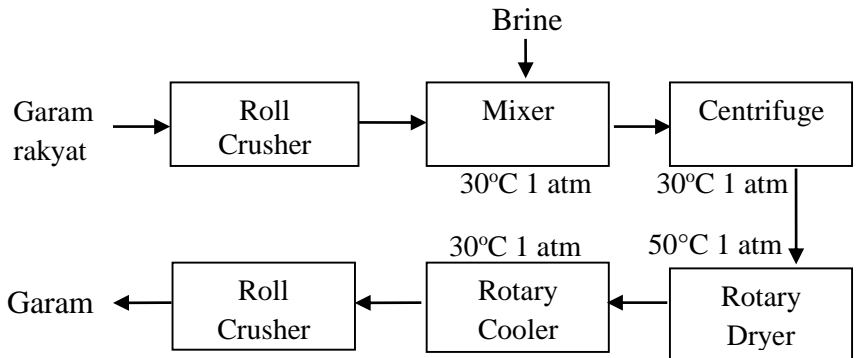 Brine
Garam
rakyat
Roll
Crusher
Mixer
Centrifuge
30°C 1 atm
30°C 1 atm
50°C 1 atm
30°C 1 atm
Rotary
Dryer
Rotary
Cooler
Roll
Crusher
Garam